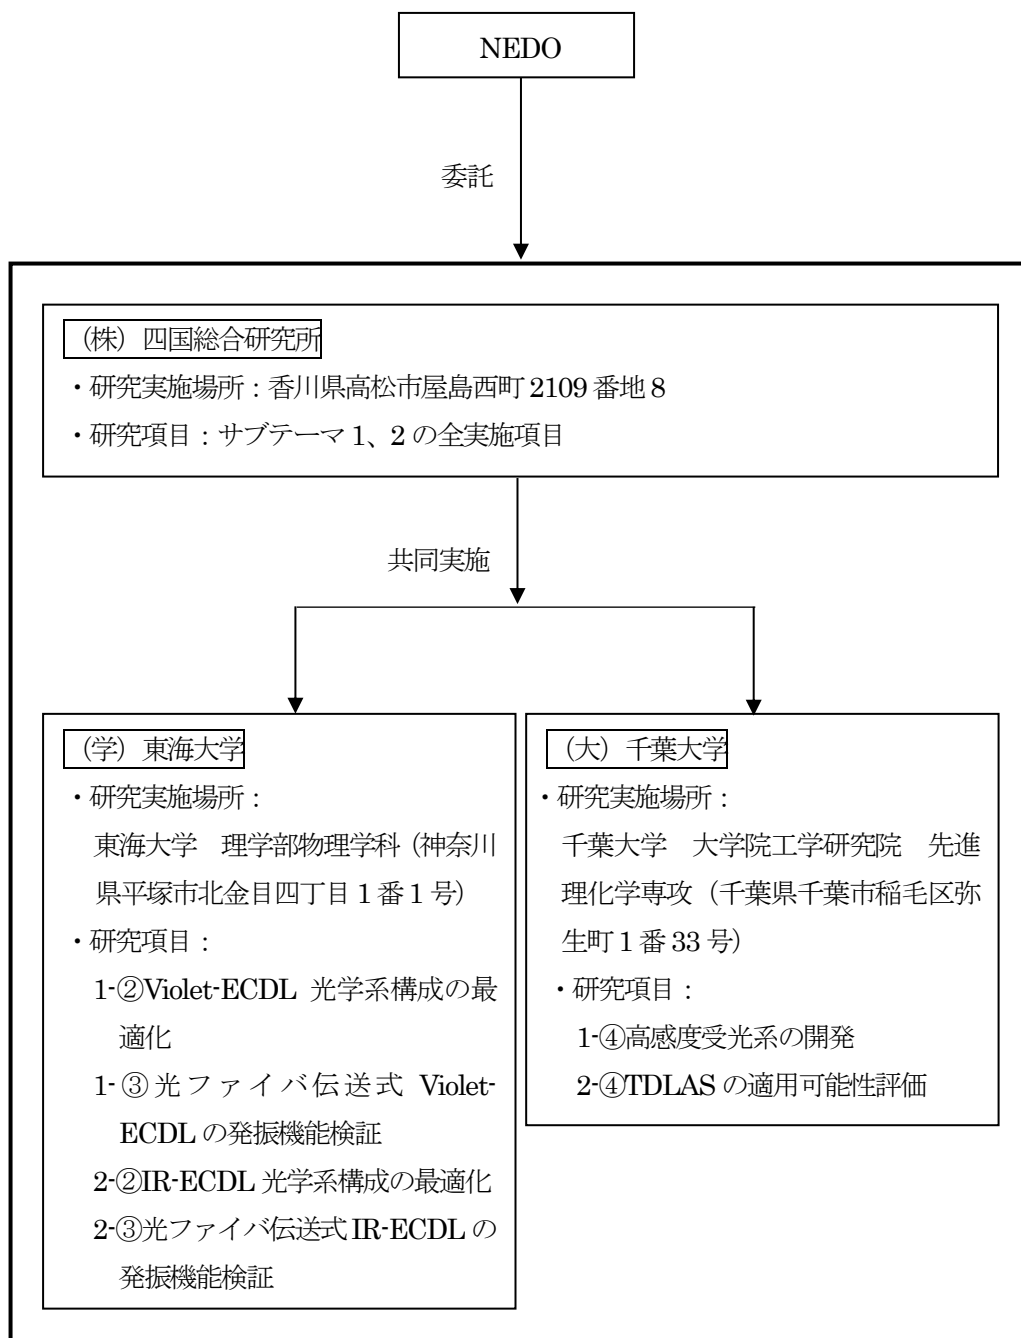 NEDO
委託
（株）四国総合研究所
・研究実施場所：香川県高松市屋島西町 2109 番地 8
・研究項目：サブテーマ 1、2 の全実施項目
共同実施
（学）東海大学
・研究実施場所：
東海大学　理学部物理学科（神奈川
県平塚市北金目四丁目 1 番 1 号）
・研究項目：
1-②Violet-ECDL 光学系構成の最
適化
1-③光ファイバ伝送式 Violet-
ECDL の発振機能検証
2-②IR-ECDL 光学系構成の最適化
2-③光ファイバ伝送式 IR-ECDL の
発振機能検証
（大）千葉大学
・研究実施場所：
千葉大学　大学院工学研究院　先進
理化学専攻（千葉県千葉市稲毛区弥
生町 1 番 33 号）
・研究項目：
1-④高感度受光系の開発
2-④TDLAS の適用可能性評価